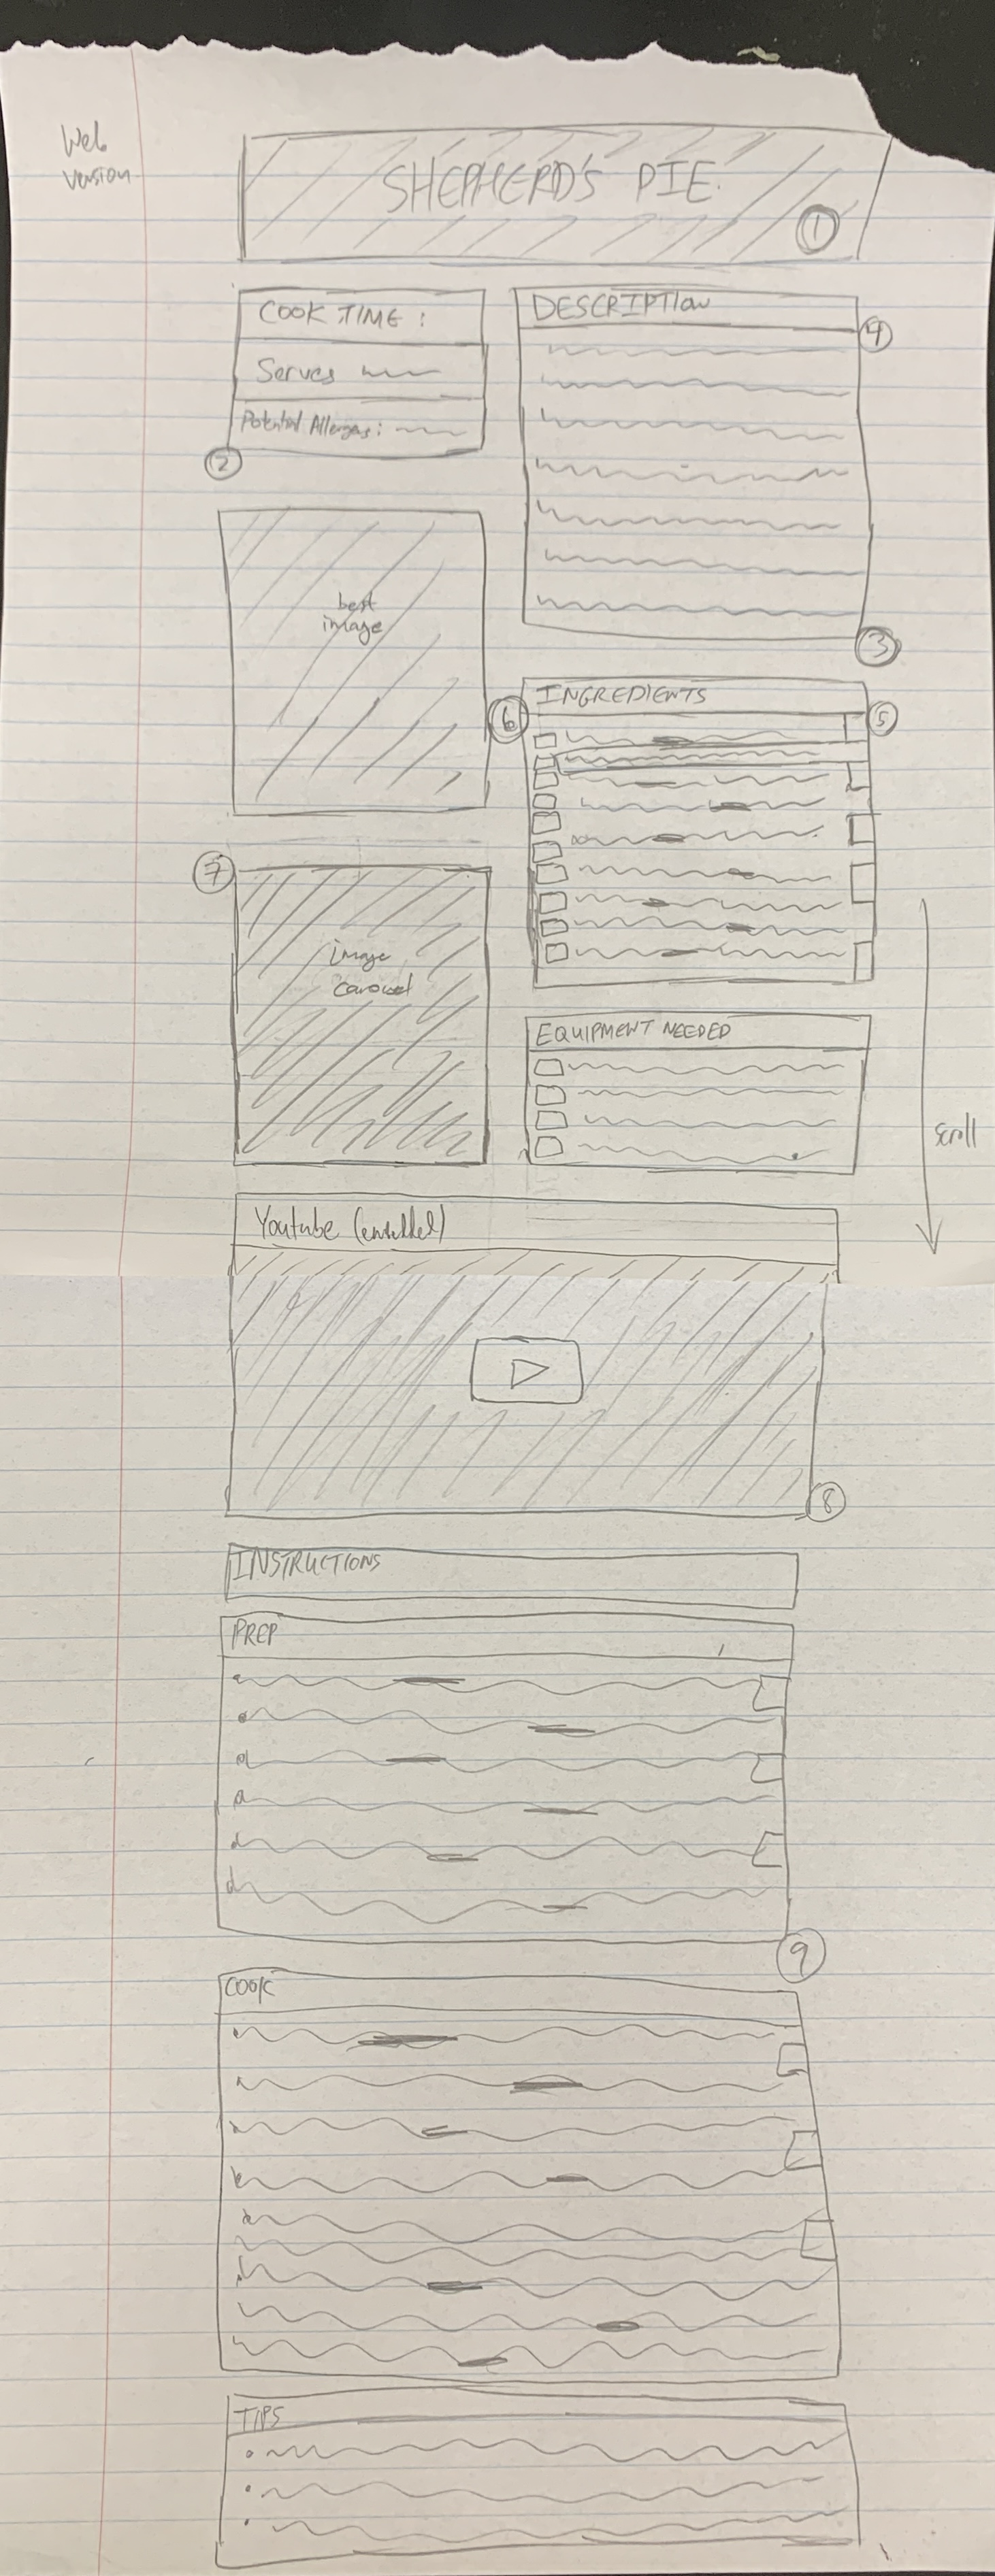 Web
version
SHEPHERD'S PIE
1
COOK TIME :
Serves
Potential Allergens :
2
DESCRIPTION
4
best
image
3
INGREDIENTS
6
5
7
image
carousel
EQUIPMENT NEEDED
scroll
Youtube (embedded)
8
INSTRUCTIONS
PREP
9
COOK
TIPS